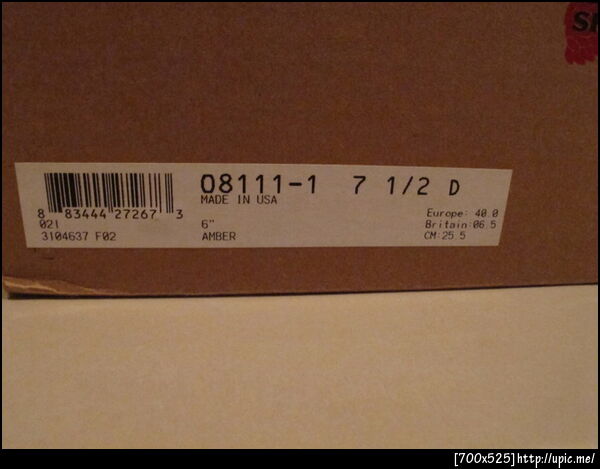 08111-1 7 1/2 D
MADE IN USA
8 83444 27267 3
021
3104637 F02
6"
AMBER
Europe: 40.0
Britain:06.5
CM:25.5
[700x525]http://upic.me/